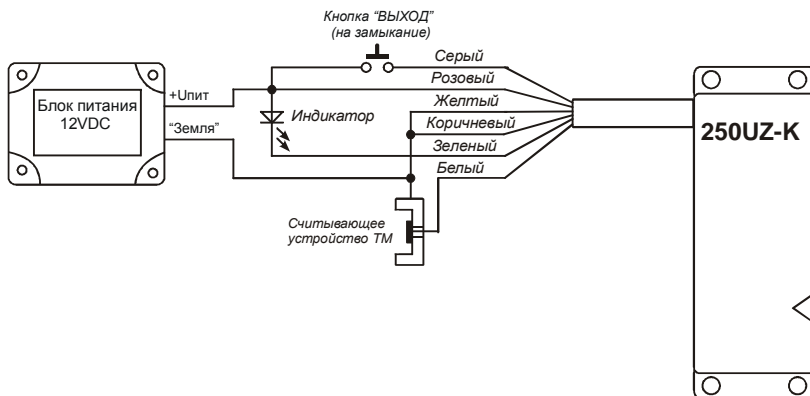 Кнопка “ВЫХОД”
(на замыкание)
Серый
Розовый
+Uпит
Блок питания
12VDC
Желтый
Индикатор
Коричневый
“Земля”
Зеленый
Белый
250UZ-K
Считывающее
устройство ТМ